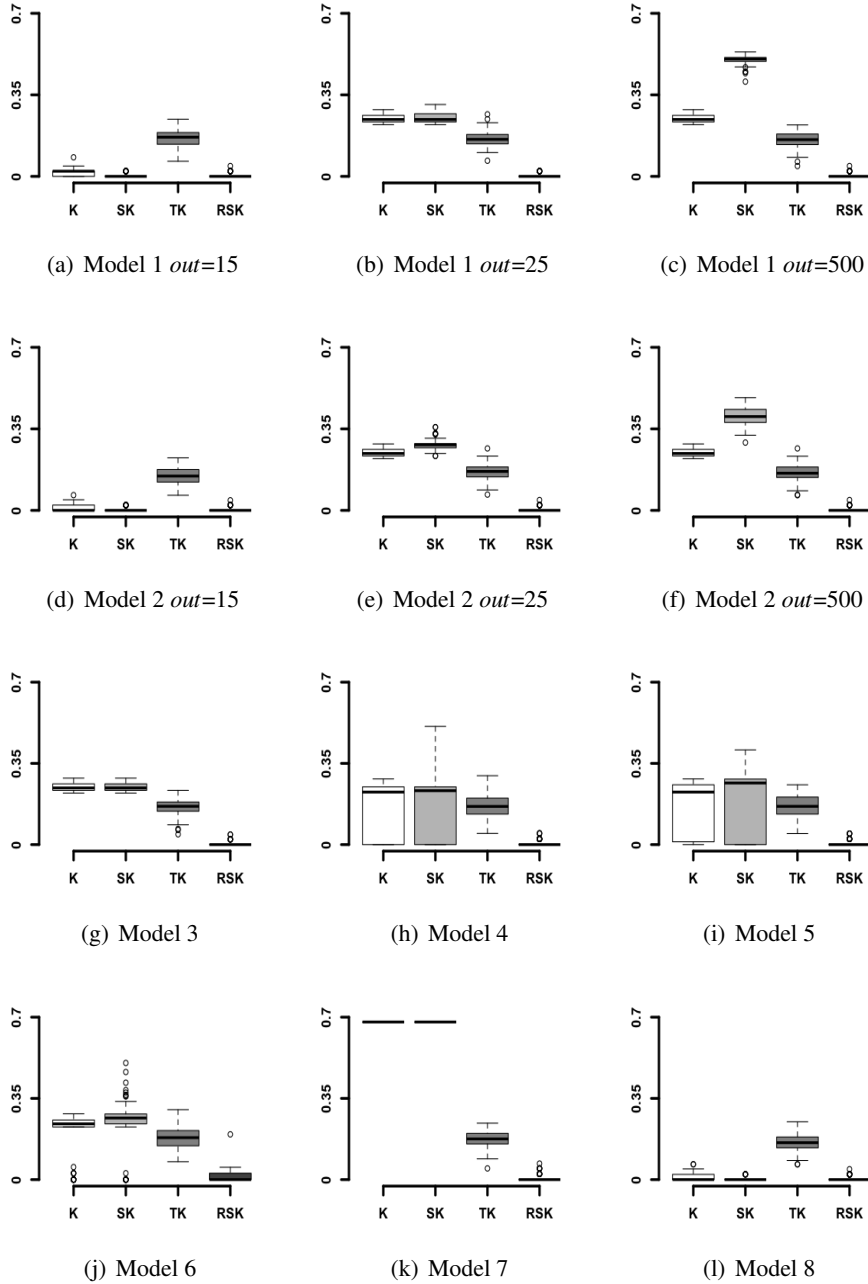 0.7
0.35
0
K SK TK RSK
(a) Model 1 out=15
0.7
0.35
0
K SK TK RSK
(b) Model 1 out=25
0.7
0.35
0
K SK TK RSK
(c) Model 1 out=500
0.7
0.35
0
K SK TK RSK
(d) Model 2 out=15
0.7
0.35
0
K SK TK RSK
(e) Model 2 out=25
0.7
0.35
0
K SK TK RSK
(f) Model 2 out=500
0.7
0.35
0
K SK TK RSK
(g) Model 3
0.7
0.35
0
K SK TK RSK
(h) Model 4
0.7
0.35
0
K SK TK RSK
(i) Model 5
0.7
0.35
0
K SK TK RSK
(j) Model 6
0.7
0.35
0
K SK TK RSK
(k) Model 7
0.7
0.35
0
K SK TK RSK
(l) Model 8